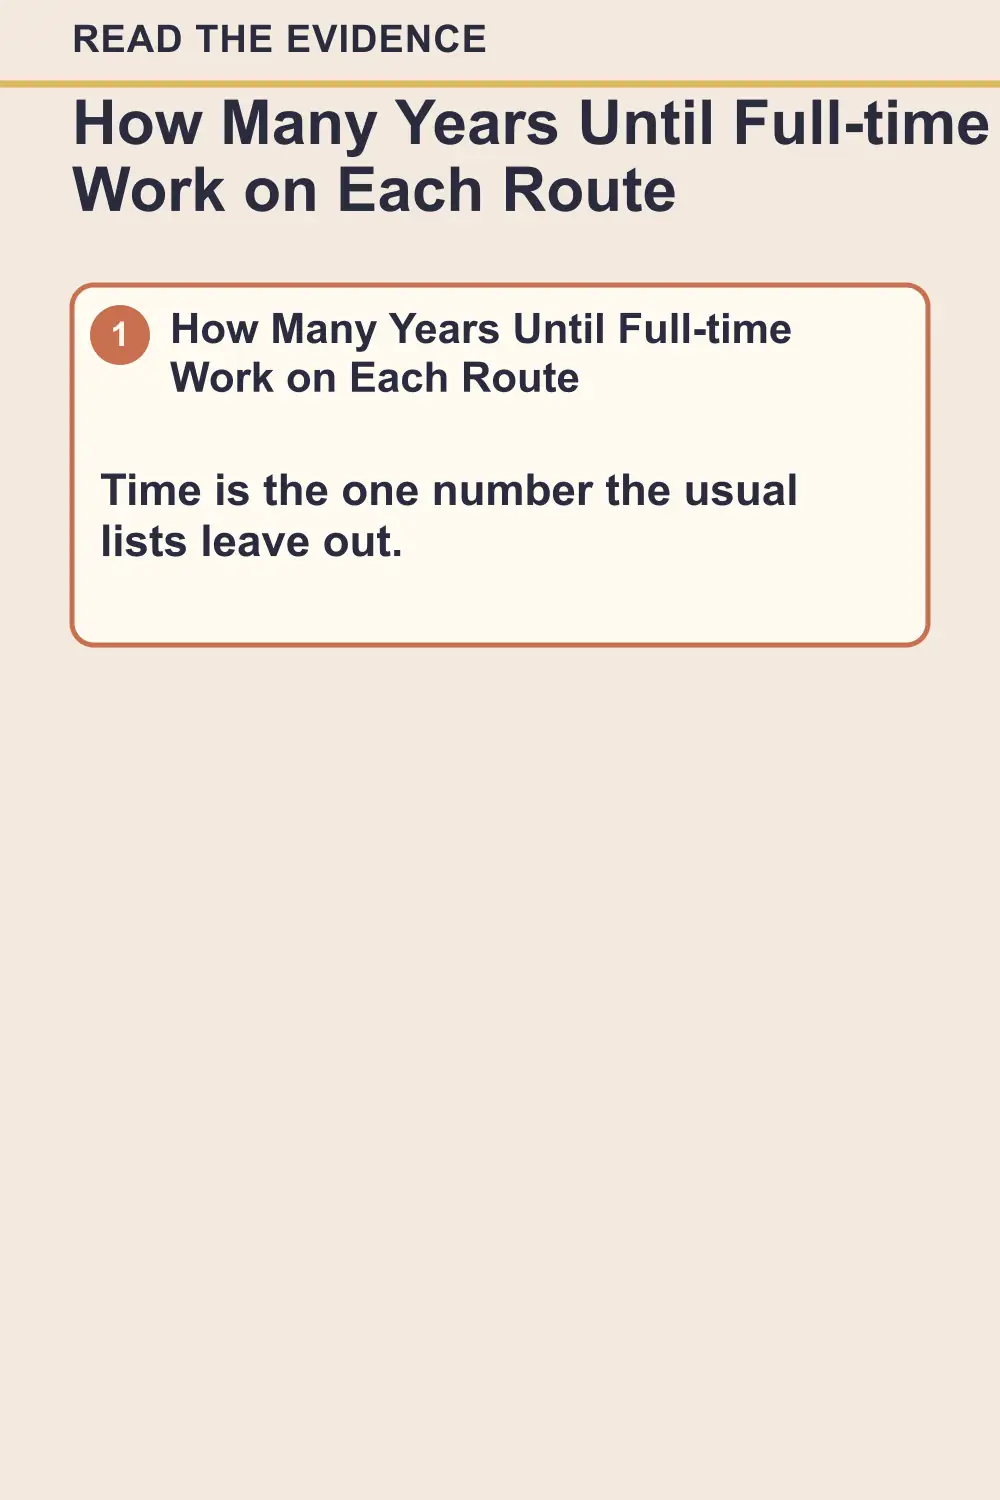 READ THE EVIDENCE
How Many Years Until Full-time
Work on Each Route
1
How Many Years Until Full-time
Work on Each Route
Time is the one number the usual
lists leave out.